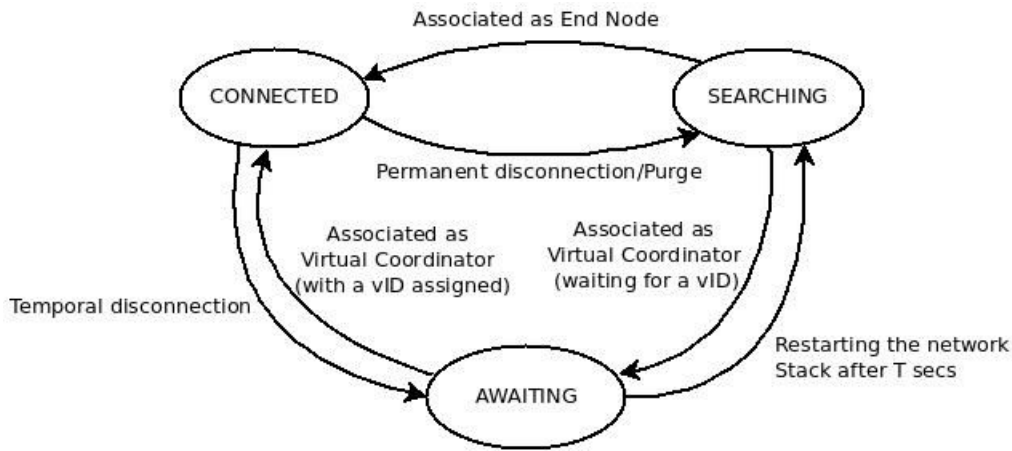 Associated as End Node
CONNECTED
SEARCHING
Permanent disconnection/Purge
Associated as
Virtual Coordinator
(with a vID assigned)
Associated as
Virtual Coordinator
(waiting for a vID)
Temporal disconnection
Restarting the network
Stack after T secs
AWAITING